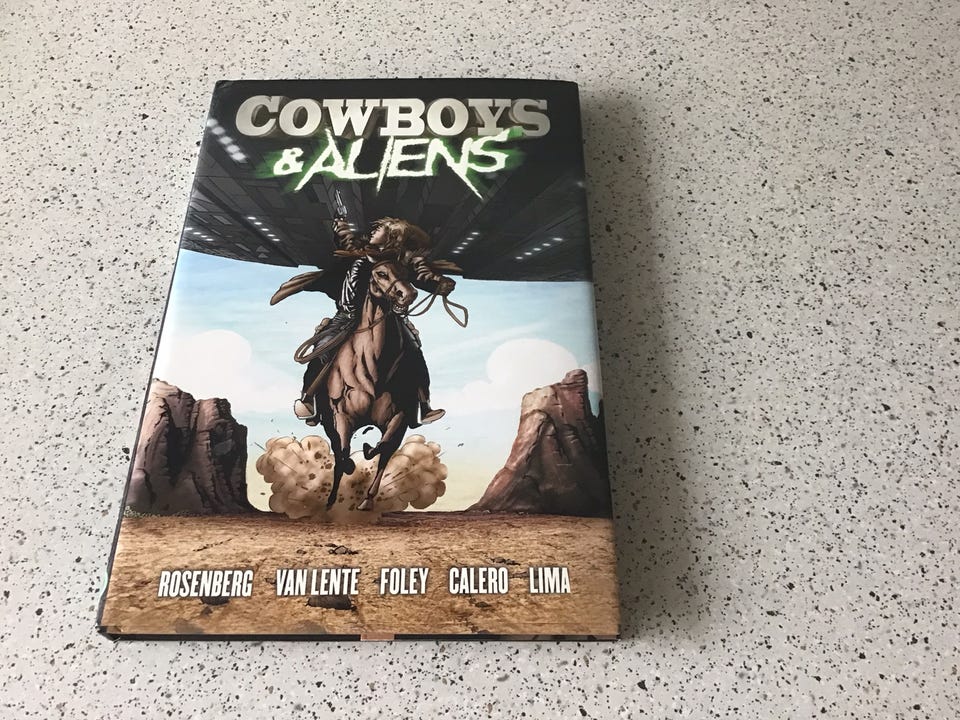 COWBOYS
& ALIENS
ROSENBERG VAN LENTE FOLEY CALERO LIMA